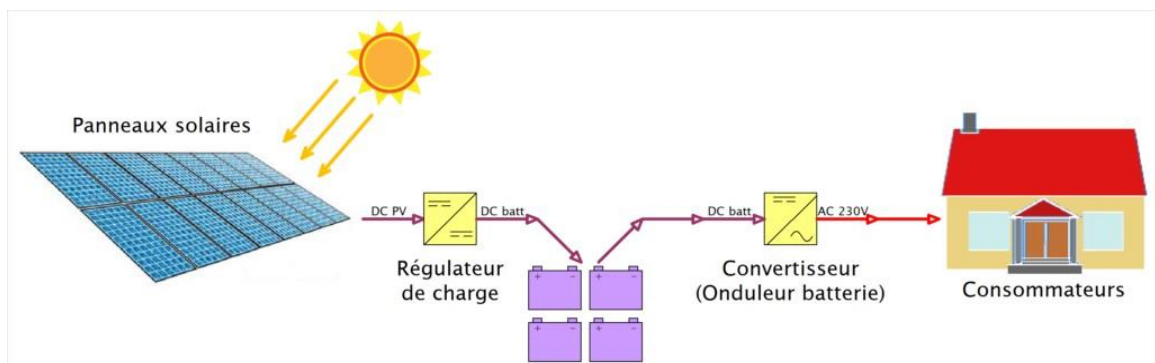 Panneaux solaires
DC PV
DC batt
DC batt
AC 230V
Régulateur
de charge
Convertisseur
(Onduleur batterie)
Consommateurs
+ -
+ -
+ -
+ -